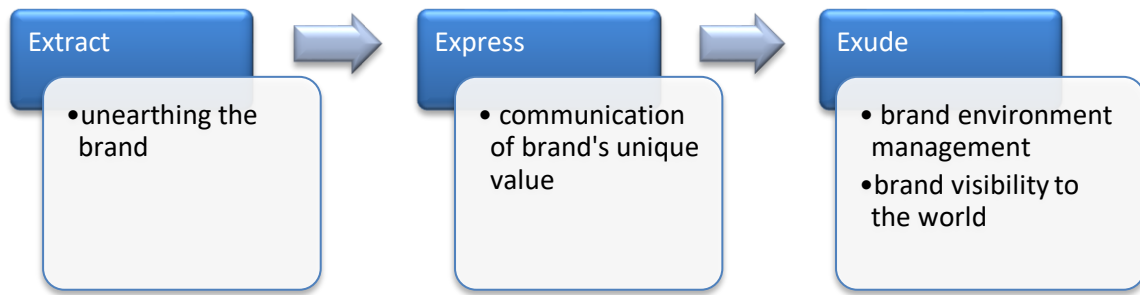 Extract
•unearthing the
brand
Express
• communication
of brand's unique
value
Exude
• brand environment
management
•brand visibility to
the world